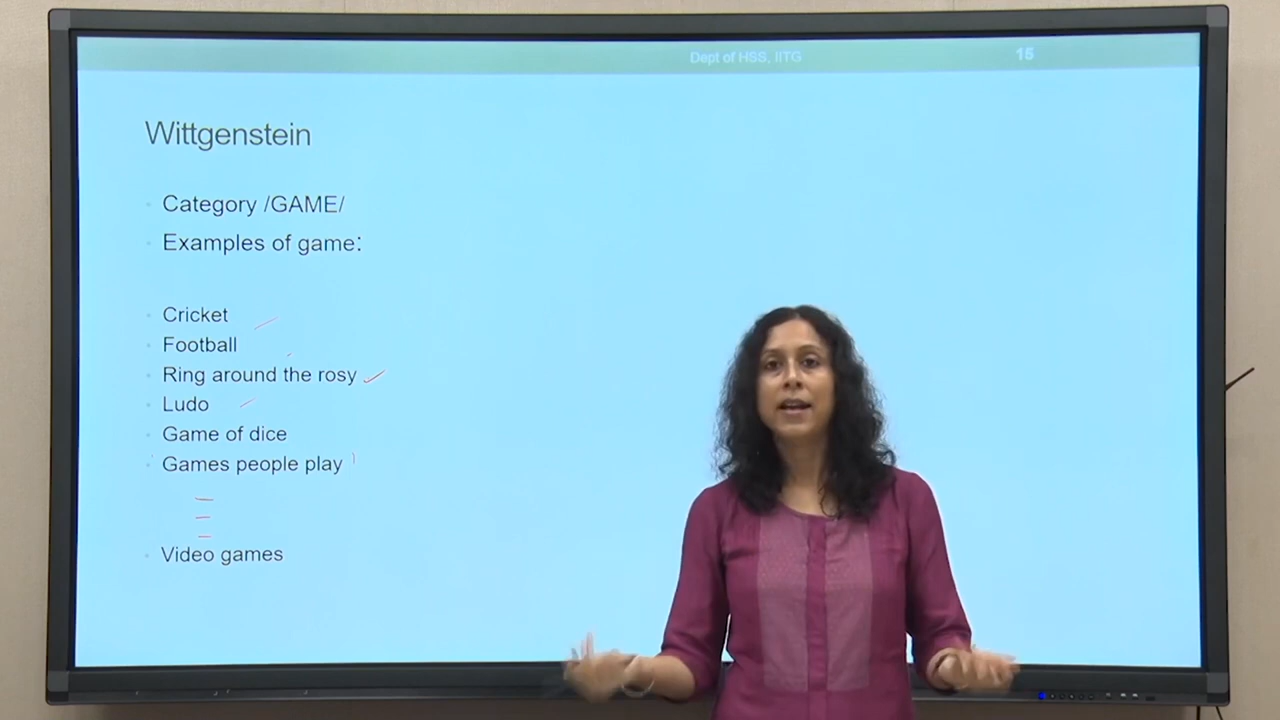 Dept of HSS, IITG 15
Wittgenstein
Category /GAME/
Examples of game:
Cricket
Football
Ring around the rosy
Ludo
Game of dice
Games people play
Video games